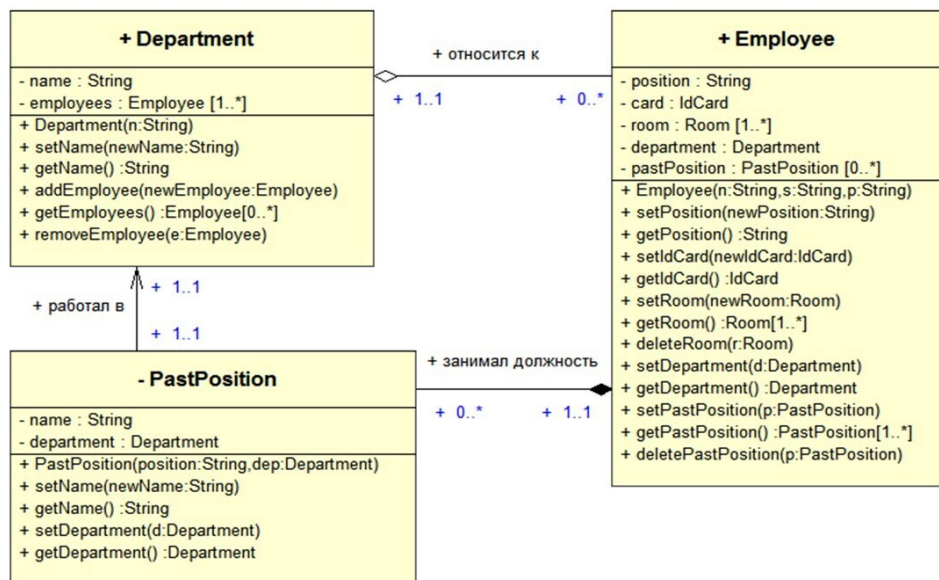 + Department
- name : String
- employees : Employee [1..*]
+ Department(n:String)
+ setName(newName:String)
+ getName() :String
+ addEmployee(newEmployee:Employee)
+ getEmployees() :Employee[0..*]
+ removeEmployee(e:Employee)
+ относится к
+ 1..1
+ 0..*
+ Employee
- position : String
- card : IdCard
- room : Room [1..*]
- department : Department
- pastPosition : PastPosition [0..*]
+ Employee(n:String,s:String,p:String)
+ setPosition(newPosition:String)
+ getPosition() :String
+ setIdCard(newIdCard:IdCard)
+ getIdCard() :IdCard
+ setRoom(newRoom:Room)
+ getRoom() :Room[1..*]
+ deleteRoom(r:Room)
+ setDepartment(d:Department)
+ getDepartment() :Department
+ setPastPosition(p:PastPosition)
+ getPastPosition() :PastPosition[1..*]
+ deletePastPosition(p:PastPosition)
+ 1..1
+ работал в
+ 1..1
- PastPosition
- name : String
- department : Department
+ PastPosition(position:String,dep:Department)
+ setName(newName:String)
+ getName() :String
+ setDepartment(d:Department)
+ getDepartment() :Department
+ занимал должность
+ 0..*
+ 1..1